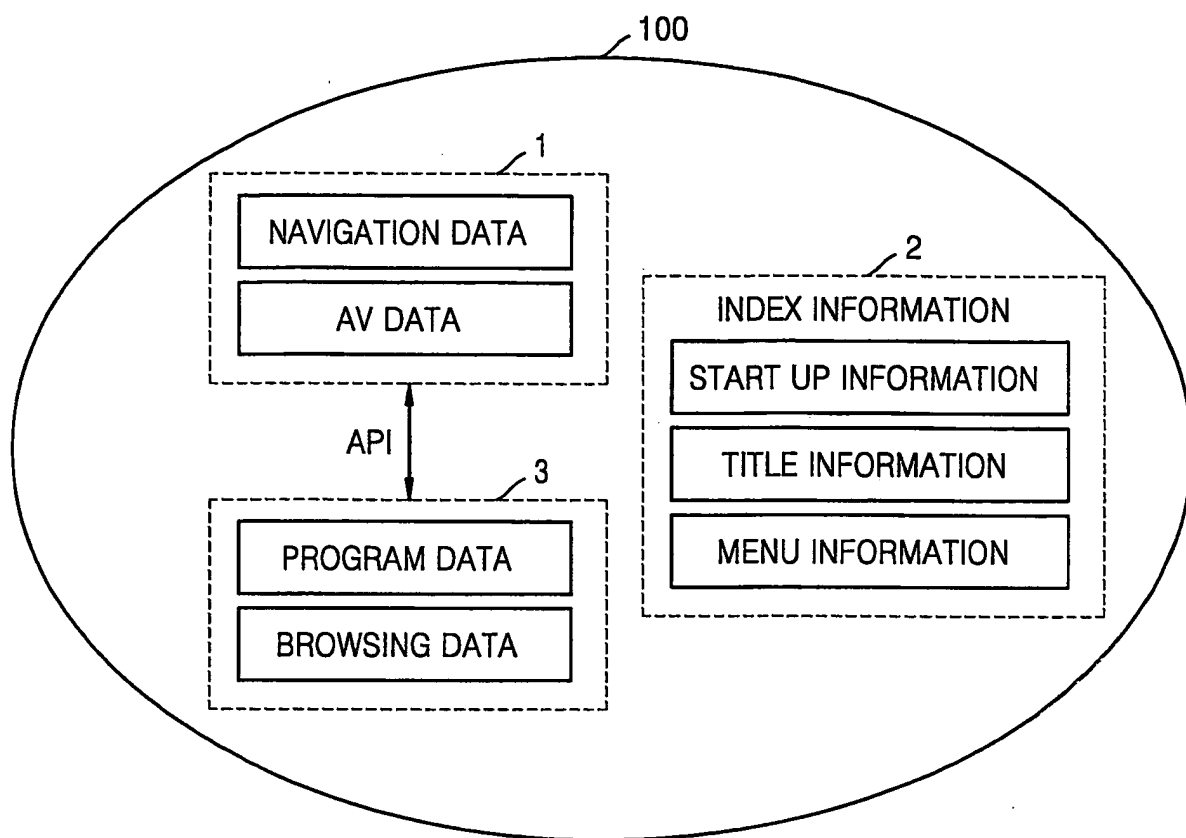 100
1
NAVIGATION DATA
AV DATA
API
3
PROGRAM DATA
BROWSING DATA
2
INDEX INFORMATION
START UP INFORMATION
TITLE INFORMATION
MENU INFORMATION